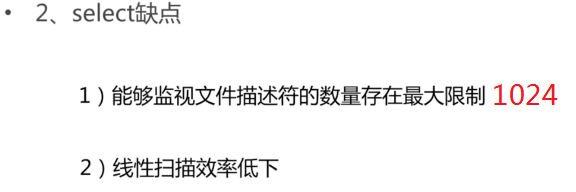 • 2、select缺点
1）能够监视文件描述符的数量存在最大限制 1024
2）线性扫描效率低下